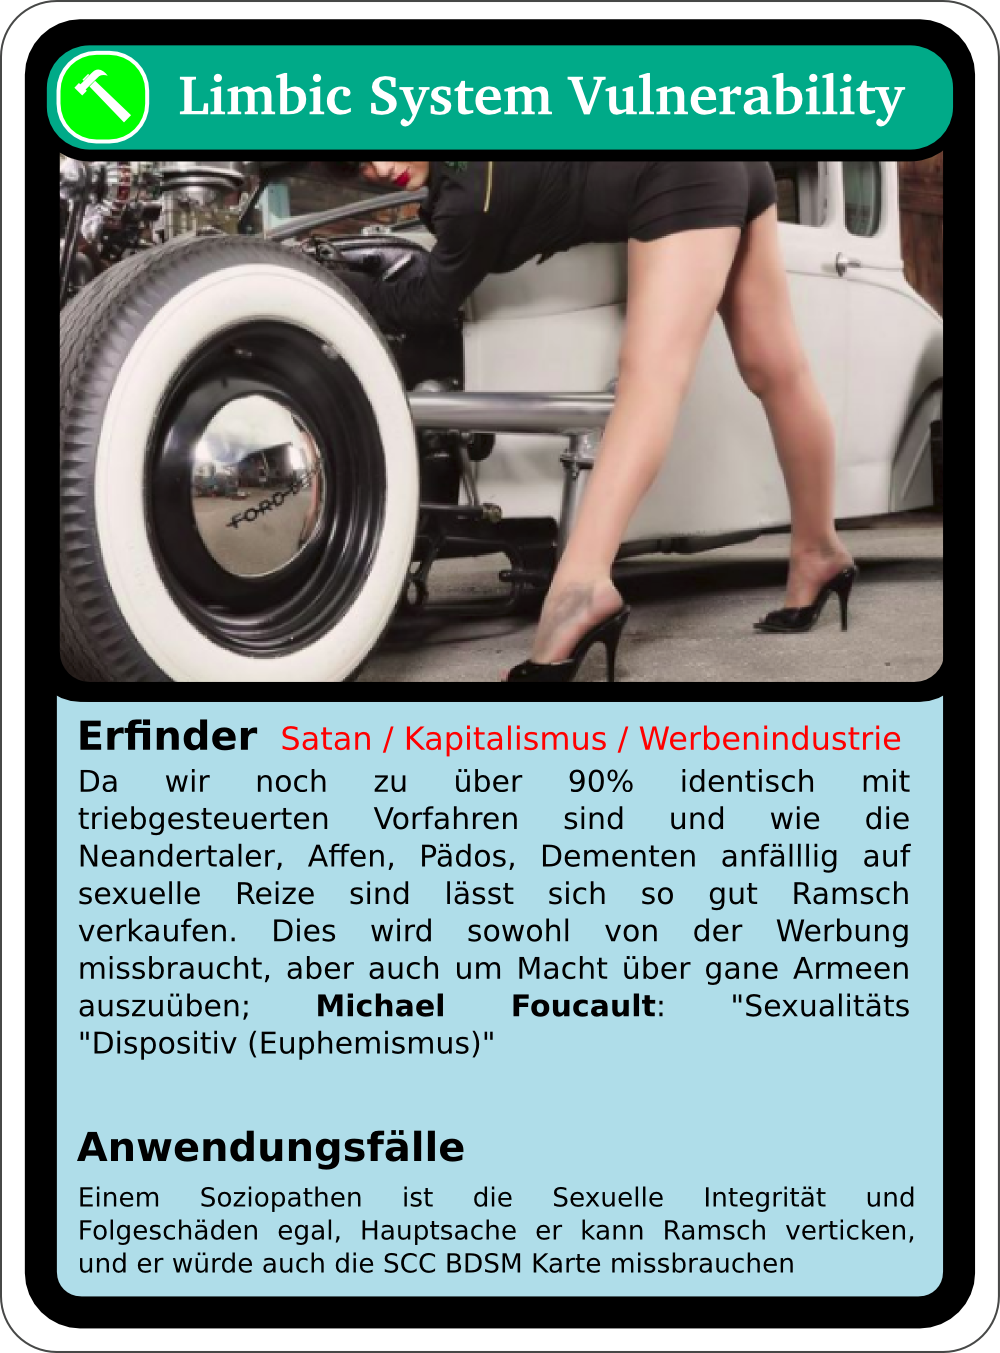 Limbic System Vulnerability
FORD
Erfinder Satan / Kapitalismus / Werbenindustrie
Da wir noch zu über 90% identisch mit
triebgesteuerten Vorfahren sind und wie die
Neandertaler, Affen, Pädos, Dementen anfälllig auf
sexuelle Reize sind lässt sich so gut Ramsch
verkaufen. Dies wird sowohl von der Werbung
missbraucht, aber auch um Macht über gane Armeen
auszuüben; Michael Foucault: "Sexualitäts
"Dispositiv (Euphemismus)"
Anwendungsfälle
Einem Soziopathen ist die Sexuelle Integrität und
Folgeschäden egal, Hauptsache er kann Ramsch verticken,
und er würde auch die SCC BDSM Karte missbrauchen